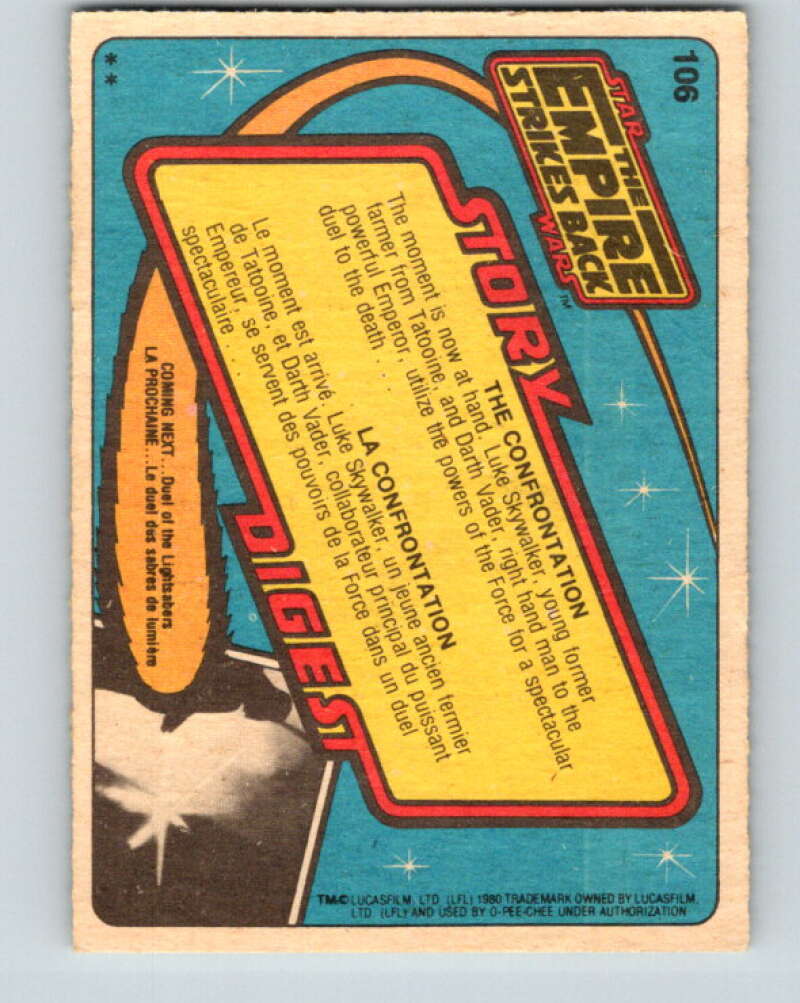 106
STAR
THE
EMPIRE
STRIKES BACK
WARS™
STORY
THE CONFRONTATION
The moment is now at hand. Luke Skywalker, young former
farmer from Tatooine, and Darth Vader, right hand man to the
powerful Emperor, utilize the powers of the Force for a spectacular
duel to the death . . .
LA CONFRONTATION
Le moment est arrivé. Luke Skywalker, un jeune ancien fermier
de Tatooine, et Darth Vader, collaborateur principal du puissant
Empereur, se servent des pouvoirs de la Force dans un duel
spectaculaire . . .
DIGEST
COMING NEXT...Duel of the Lightsabers
LA PROCHAINE...Le duel des sabres de lumière
**
TM© LUCASFILM, LTD. (LFL) 1980 TRADEMARK OWNED BY LUCASFILM,
LTD. (LFL) AND USED BY O-PEE-CHEE UNDER AUTHORIZATION